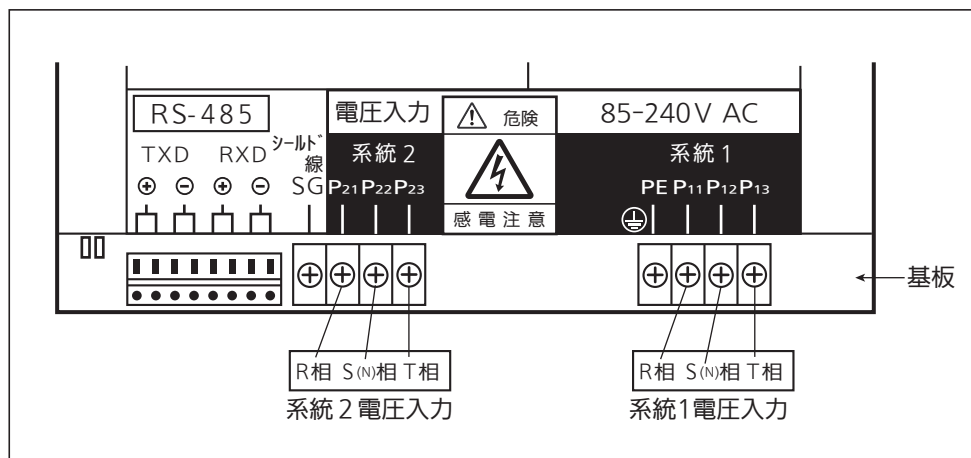 RS-485
TXD RXD
シールド線
SG
電圧入力
系統2
P21 P22 P23
危険
感電注意
85-240V AC
系統1
PE P11 P12 P13
基板
R相 S(N)相 T相
系統2電圧入力
R相 S(N)相 T相
系統1電圧入力